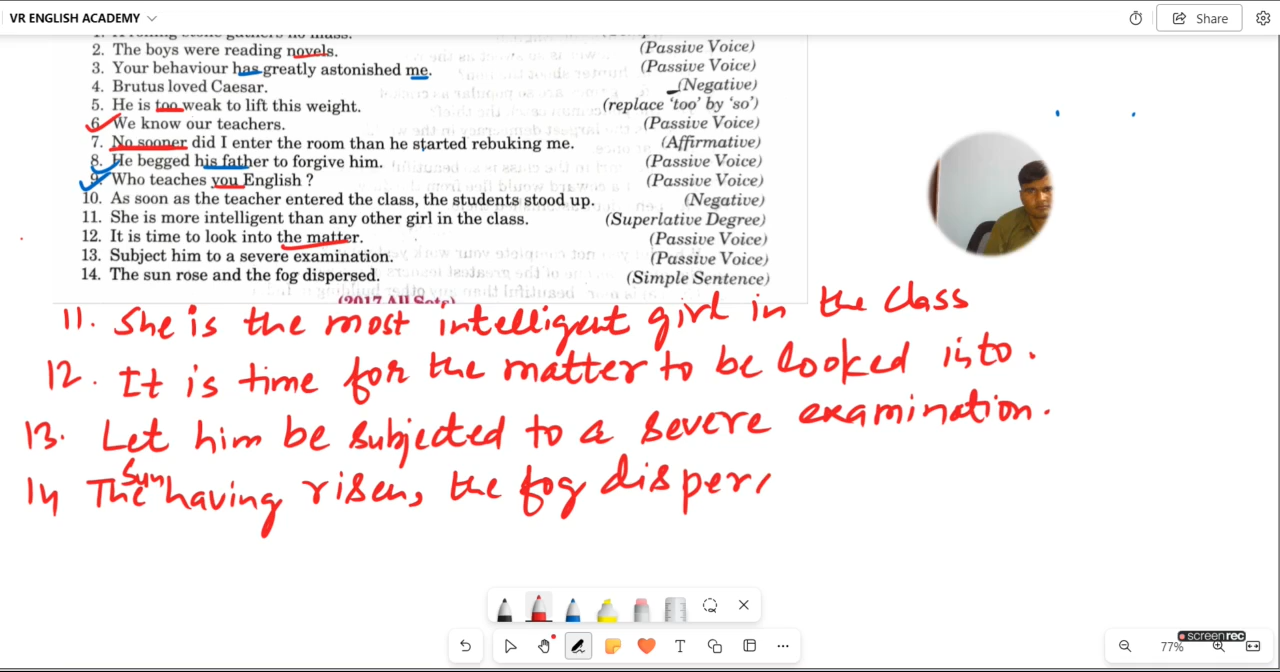 VR ENGLISH ACADEMY
Share
2. The boys were reading novels. (Passive Voice)
3. Your behaviour has greatly astonished me. (Passive Voice)
4. Brutus loved Caesar. (Negative)
5. He is too weak to lift this weight. (replace 'too' by 'so')
6. We know our teachers. (Passive Voice)
7. No sooner did I enter the room than he started rebuking me. (Affirmative)
8. He begged his father to forgive him. (Passive Voice)
9. Who teaches you English ? (Passive Voice)
10. As soon as the teacher entered the class, the students stood up. (Negative)
11. She is more intelligent than any other girl in the class. (Superlative Degree)
12. It is time to look into the matter. (Passive Voice)
13. Subject him to a severe examination. (Passive Voice)
14. The sun rose and the fog dispersed. (Simple Sentence)
11. She is the most intelligent girl in the class
12. It is time for the matter to be looked into.
13. Let him be subjected to a severe examination.
14 The sun having risen, the fog disper
77%
screenrec